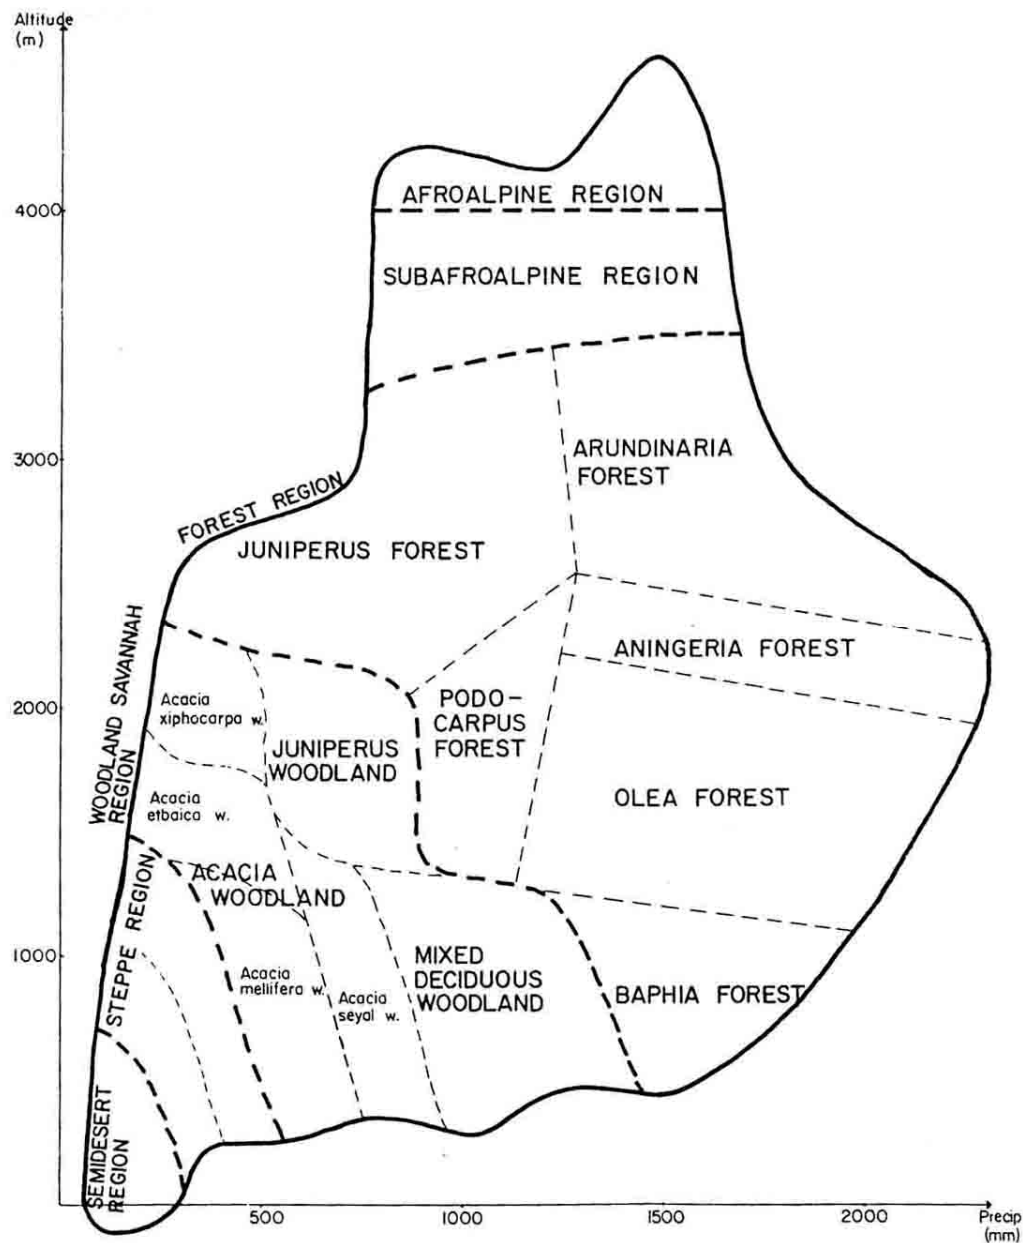 Altitude
(m)
AFROALPINE REGION
4000
SUBAFROALPINE REGION
ARUNDINARIA
FOREST
3000
FOREST REGION
JUNIPERUS FOREST
WOODLAND SAVANNAH
REGION
ANINGERIA FOREST
2000
Acacia
xiphocarpa w.
PODO-
CARPUS
FOREST
JUNIPERUS
WOODLAND
Acacia
etbaica w.
OLEA FOREST
STEPPE REGION
ACACIA
WOODLAND
1000
Acacia
mellifera w.
Acacia
seyal w.
MIXED
DECIDUOUS
WOODLAND
BAPHIA FOREST
SEMIDESERT
REGION
500
1000
1500
2000
Precip
(mm)